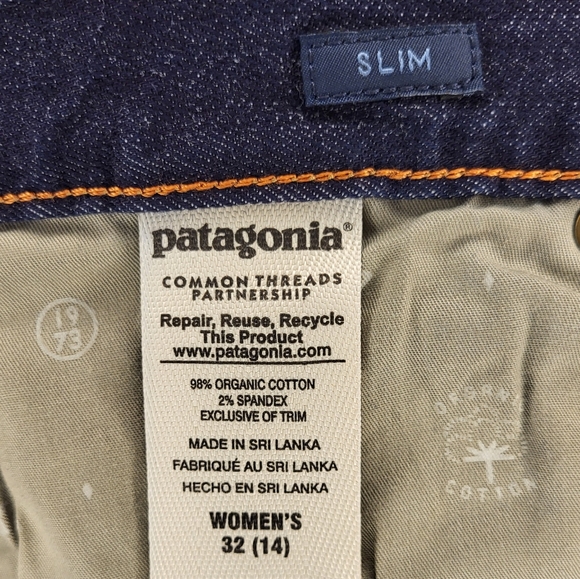 SLIM
patagonia®
COMMON THREADS
PARTNERSHIP
Repair, Reuse, Recycle
This Product
www.patagonia.com
98% ORGANIC COTTON
2% SPANDEX
EXCLUSIVE OF TRIM
MADE IN SRI LANKA
FABRIQUÉ AU SRI LANKA
HECHO EN SRI LANKA
WOMEN'S
32 (14)
19
73
ORGANIC
COTTON